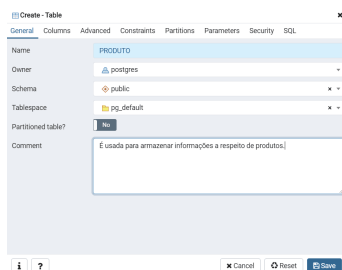 Create - Table
General Columns Advanced Constraints Partitions Parameters Security SQL
Name PRODUTO
Owner postgres
Schema public
Tablespace pg_default
Partitioned table? No
Comment É usada para armazenar informações a respeito de produtos.
i ? Cancel Reset Save